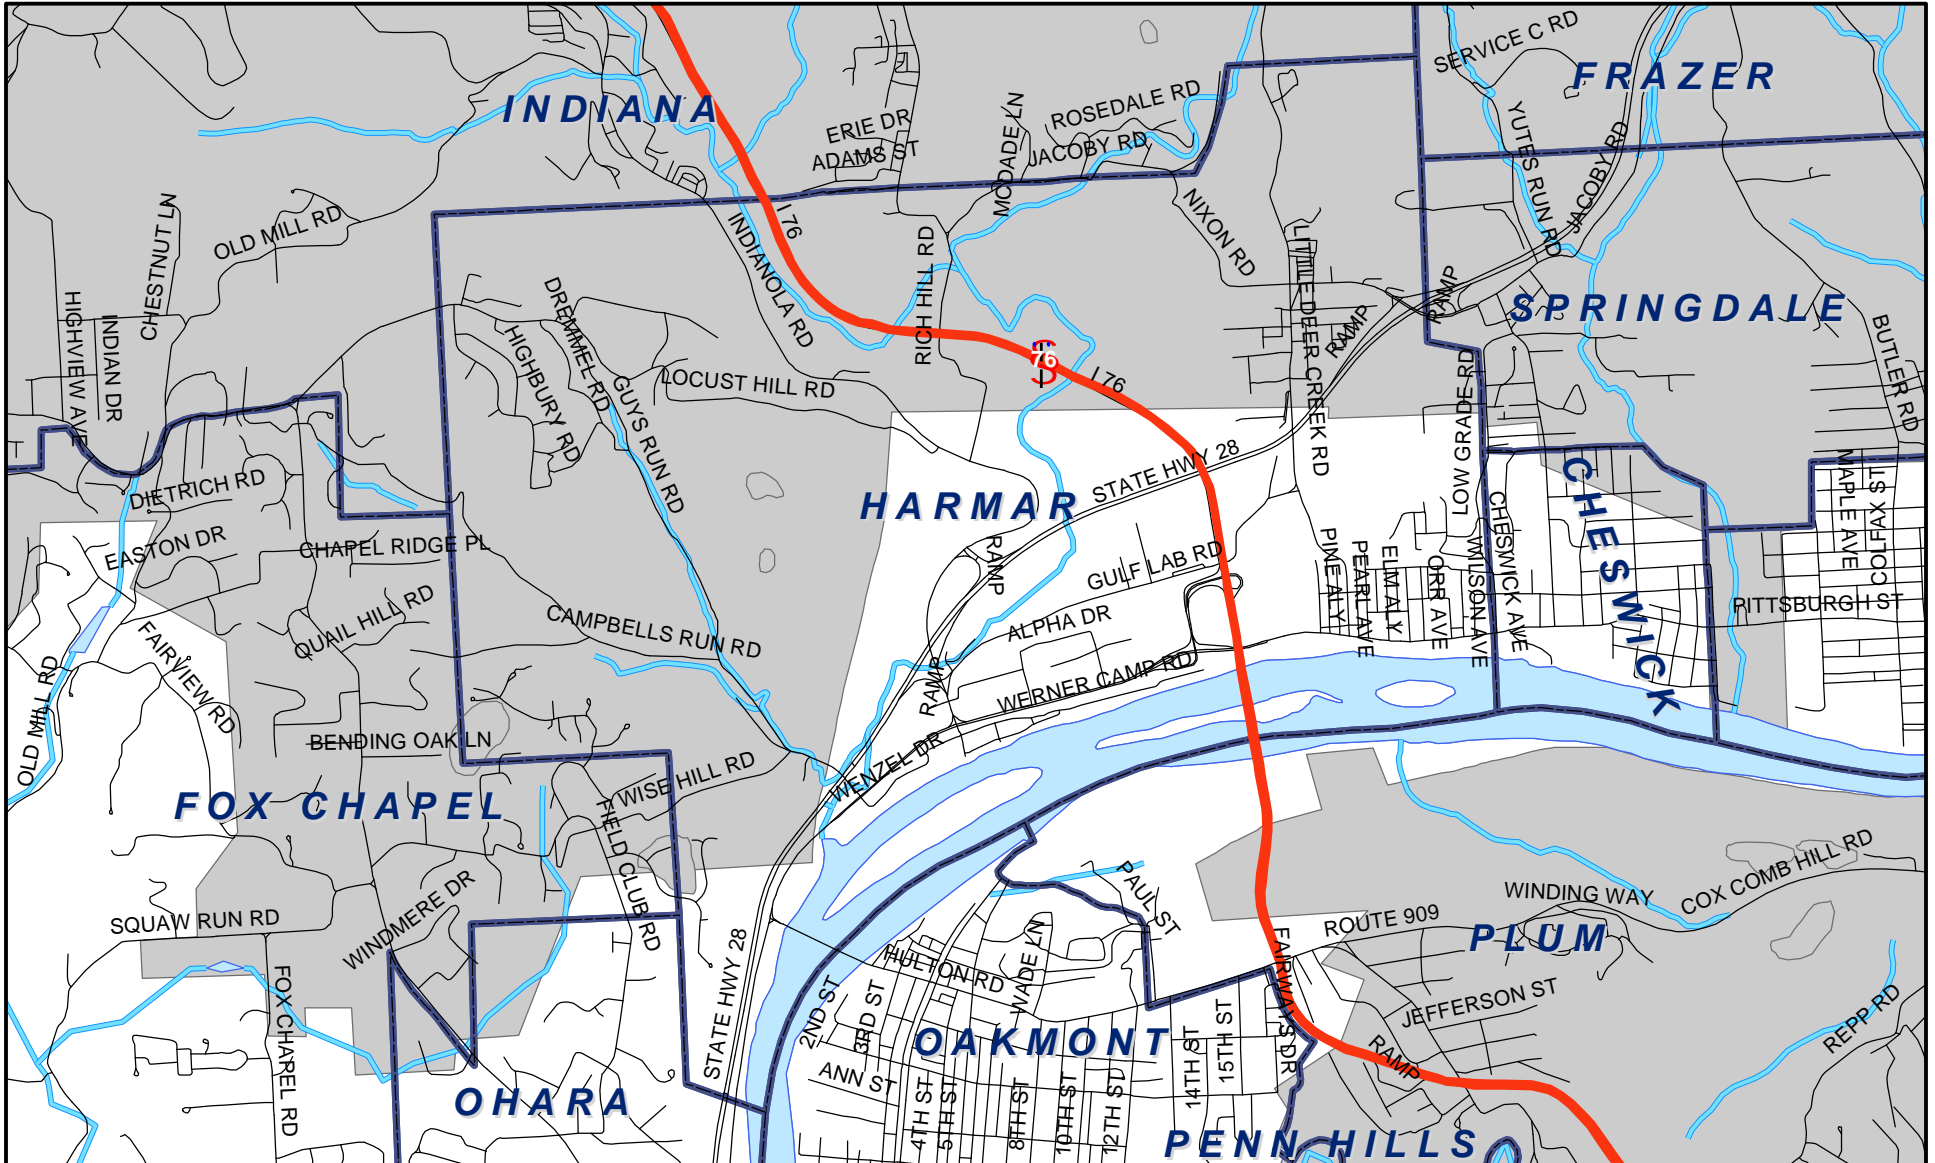 SERVICE C RD
FRAZER
INDIANA
ROSEDALE RD
ERIE DR
ADAMS ST
MCDADE LN
JACOBY RD
YUTES RUN RD
JACOBY RD
CHESTNUT LN
OLD MILL RD
I 76
INDIANOLA RD
RICH HILL RD
NIXON RD
LITTLE DEER CREEK RD
RAMP
RAMP
SPRINGDALE
HIGHVIEW AVE
INDIAN DR
DREMMEL RD
HIGHBURY RD
GUYS RUN RD
LOCUST HILL RD
76
I 76
LOW GRADE RD
BUTLER RD
DIETRICH RD
HARMAR
STATE HWY 28
CHESWICK
MAPLE AVE
COLFAX ST
EASTON DR
CHAPEL RIDGE PL
RAMP
GULF LAB RD
PINE ALY
PEARL AVE
ELM ALY
ORR AVE
WILSON AVE
CHESWICK AVE
PITTSBURGH ST
QUAIL HILL RD
CAMPBELLS RUN RD
ALPHA DR
FAIRVIEW RD
OLD MILL RD
RAMP
WERNER CAMP RD
BENDING OAK LN
WENZEL DR
WISE HILL RD
FOX CHAPEL
FIELD CLUB RD
COX COMB HILL RD
WINDING WAY
PAUL ST
ROUTE 909
PLUM
SQUAW RUN RD
WINDMERE DR
STATE HWY 28
HULTON RD
WADE LN
FAIRWAYS DR
JEFFERSON ST
REPP RD
FOX CHAPEL RD
2ND ST
3RD ST
OAKMONT
14TH ST
15TH ST
RAMP
ANN ST
OHARA
4TH ST
5TH ST
8TH ST
10TH ST
12TH ST
PENN HILLS